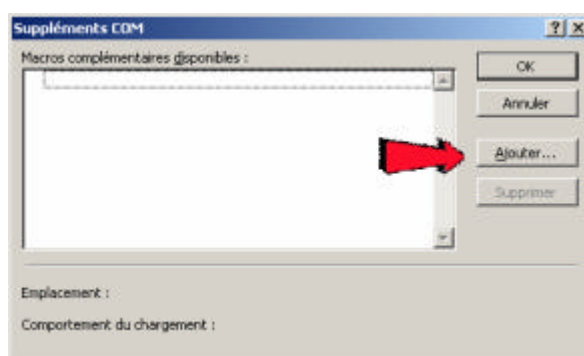 Suppléments COM
Macros complémentaires disponibles :
OK
Annuler
Ajouter...
Supprimer
Emplacement :
Comportement du chargement :